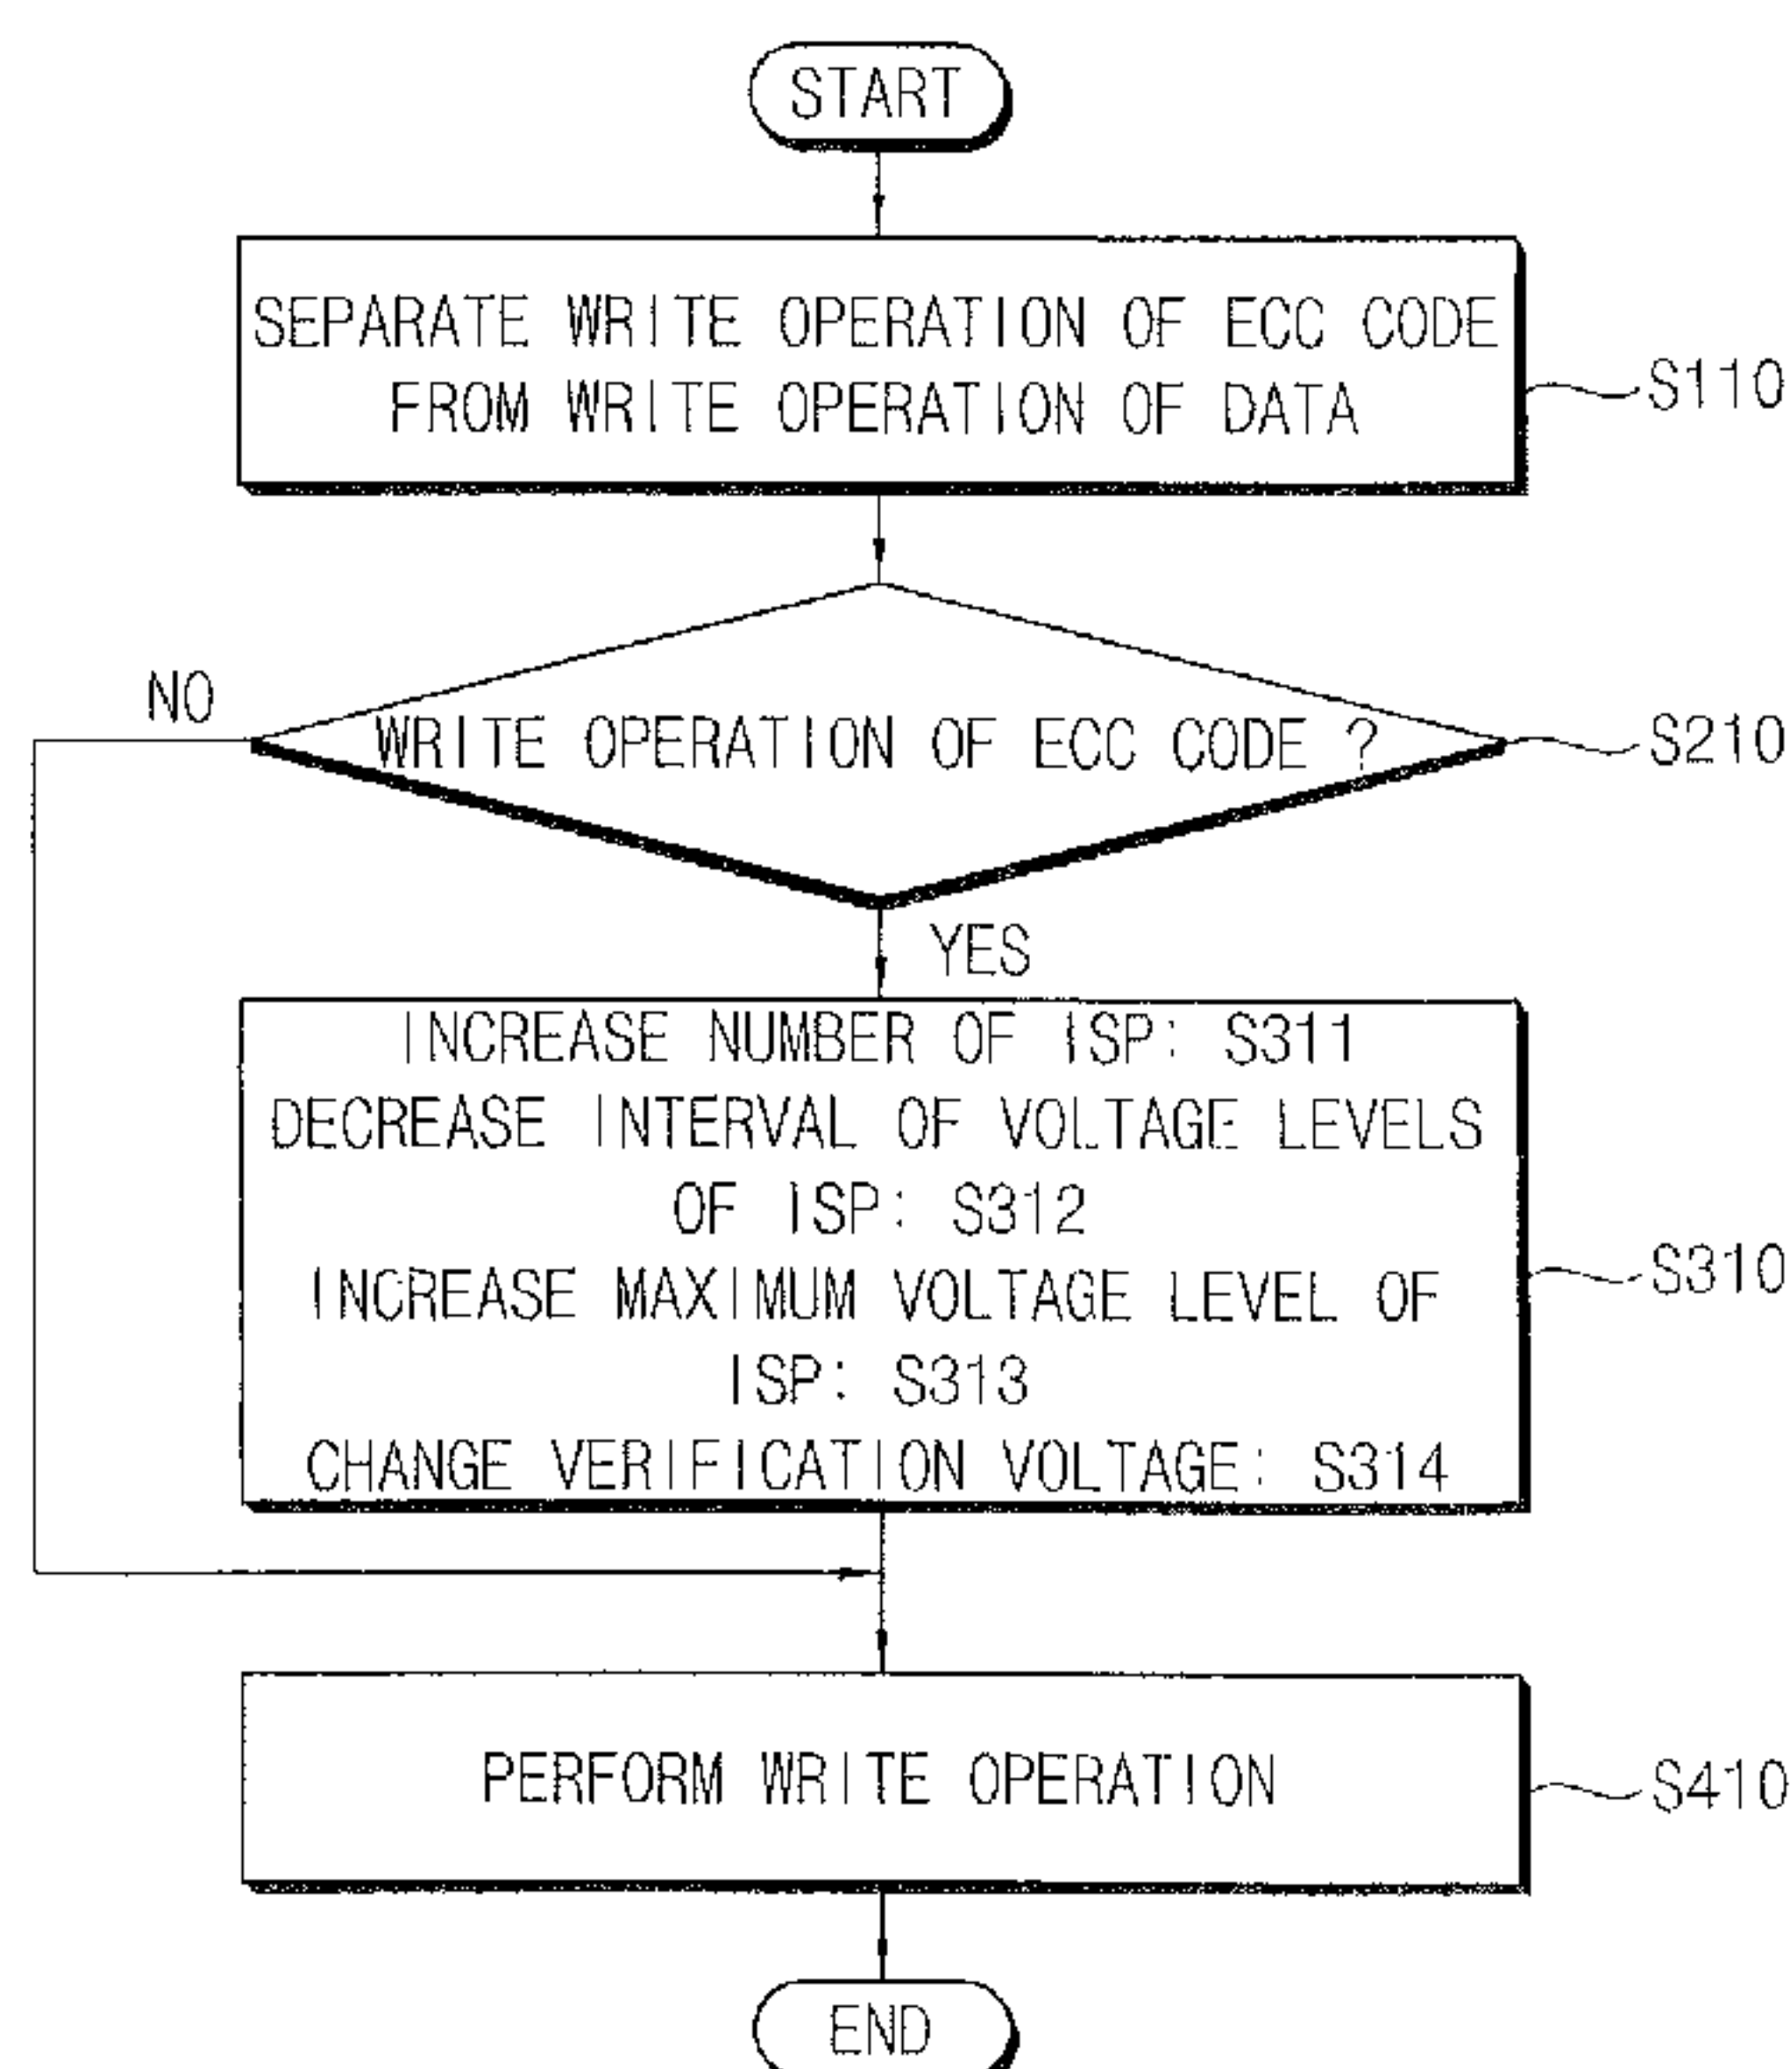 START
SEPARATE WRITE OPERATION OF ECC CODE
FROM WRITE OPERATION OF DATA
S110
NO
WRITE OPERATION OF ECC CODE ?
S210
YES
INCREASE NUMBER OF ISP: S311
DECREASE INTERVAL OF VOLTAGE LEVELS
OF ISP: S312
INCREASE MAXIMUM VOLTAGE LEVEL OF
ISP: S313
CHANGE VERIFICATION VOLTAGE: S314
S310
PERFORM WRITE OPERATION
S410
END